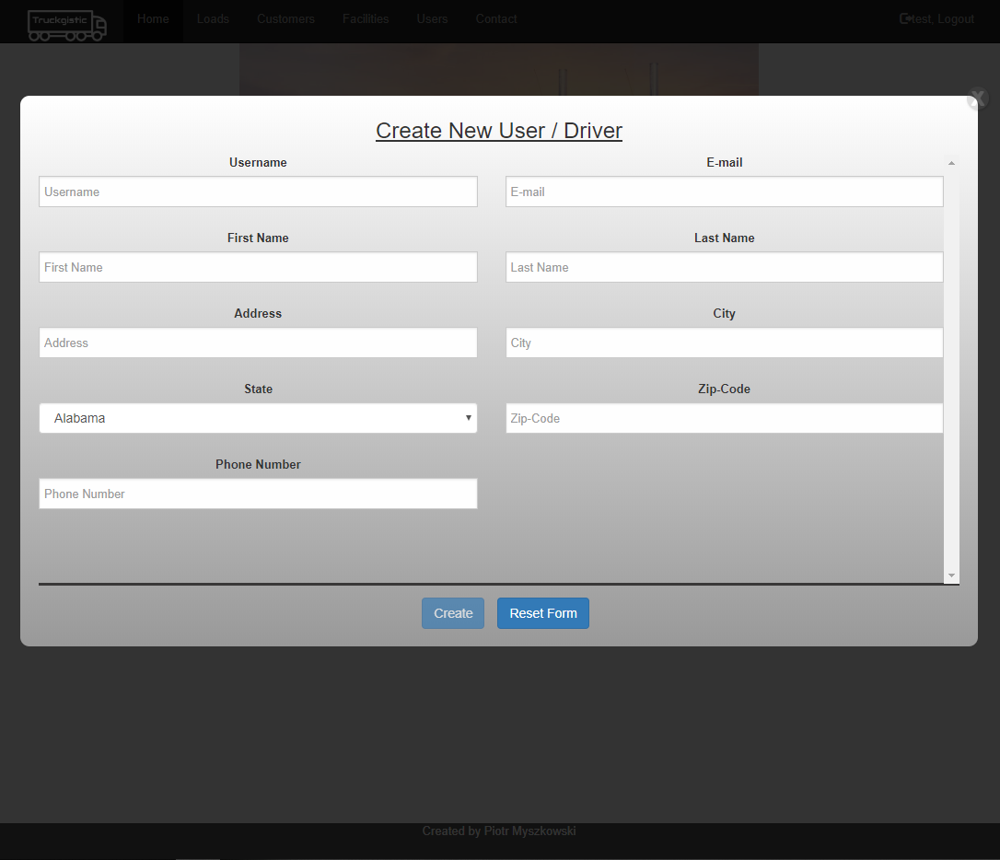 Truckgistic Home Loads Customers Facilities Users Contact test, Logout
X
Create New User / Driver
Username E-mail
Username E-mail
First Name Last Name
First Name Last Name
Address City
Address City
State Zip-Code
Alabama Zip-Code
Phone Number
Phone Number
Create Reset Form
Created by Piotr Myszkowski